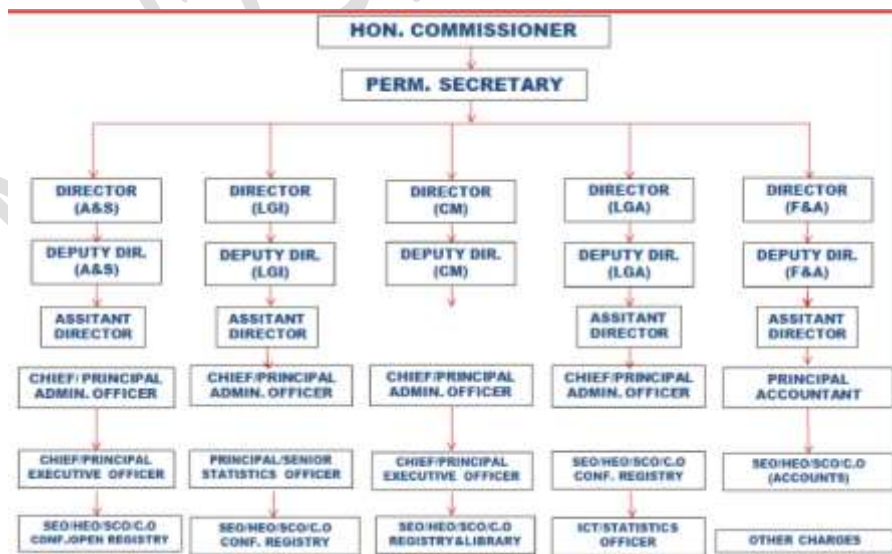 HON. COMMISSIONER
PERM. SECRETARY
DIRECTOR
(A&S)
DIRECTOR
(LGI)
DIRECTOR
(CM)
DIRECTOR
(LGA)
DIRECTOR
(F&A)
DEPUTY DIR.
(A&S)
DEPUTY DIR.
(LGI)
DEPUTY DIR.
(CM)
DEPUTY DIR.
(LGA)
DEPUTY DIR.
(F&A)
ASSITANT
DIRECTOR
ASSITANT
DIRECTOR
ASSITANT
DIRECTOR
ASSITANT
DIRECTOR
CHIEF/PRINCIPAL
ADMIN. OFFICER
CHIEF/PRINCIPAL
ADMIN. OFFICER
CHIEF/PRINCIPAL
ADMIN. OFFICER
CHIEF/PRINCIPAL
ADMIN. OFFICER
PRINCIPAL
ACCOUNTANT
CHIEF/PRINCIPAL
EXECUTIVE OFFICER
PRINCIPAL/SENIOR
STATISTICS OFFICER
CHIEF/PRINCIPAL
EXECUTIVE OFFICER
SEO/HEO/SCO/C.O
CONF. REGISTRY
SEO/HEO/SCO/C.O
(ACCOUNTS)
SEO/HEO/SCO/C.O
CONF./OPEN REGISTRY
SEO/HEO/SCO/C.O
CONF. REGISTRY
SEO/HEO/SCO/C.O
REGISTRY&LIBRARY
ICT/STATISTICS
OFFICER
OTHER CHARGES